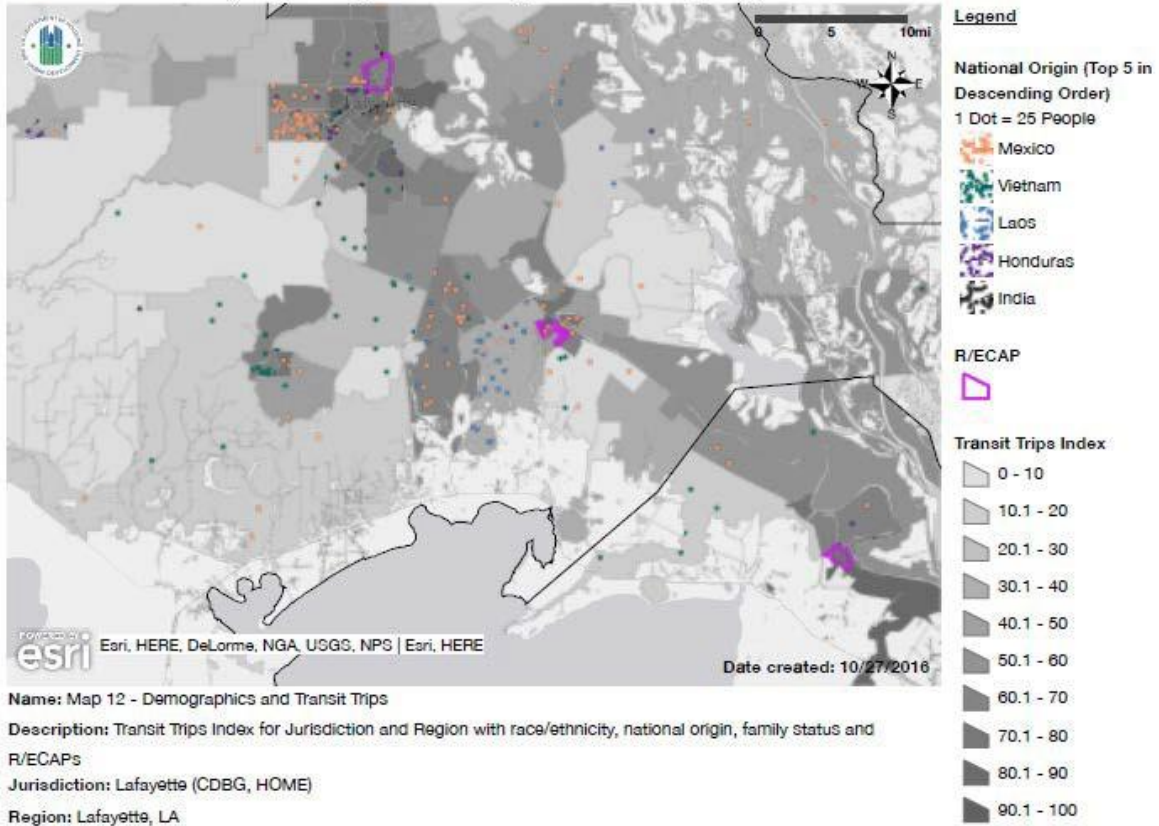 0 5 10mi
N
W E
S
Legend
National Origin (Top 5 in
Descending Order)
1 Dot = 25 People
Mexico
Vietnam
Laos
Honduras
India
R/ECAP
Transit Trips Index
0 - 10
10.1 - 20
20.1 - 30
30.1 - 40
40.1 - 50
50.1 - 60
60.1 - 70
70.1 - 80
80.1 - 90
90.1 - 100
POWERED BY
esri
Esri, HERE, DeLorme, NGA, USGS, NPS | Esri, HERE
Date created: 10/27/2016
Name: Map 12 - Demographics and Transit Trips
Description: Transit Trips Index for Jurisdiction and Region with race/ethnicity, national origin, family status and
R/ECAPs
Jurisdiction: Lafayette (CDBG, HOME)
Region: Lafayette, LA